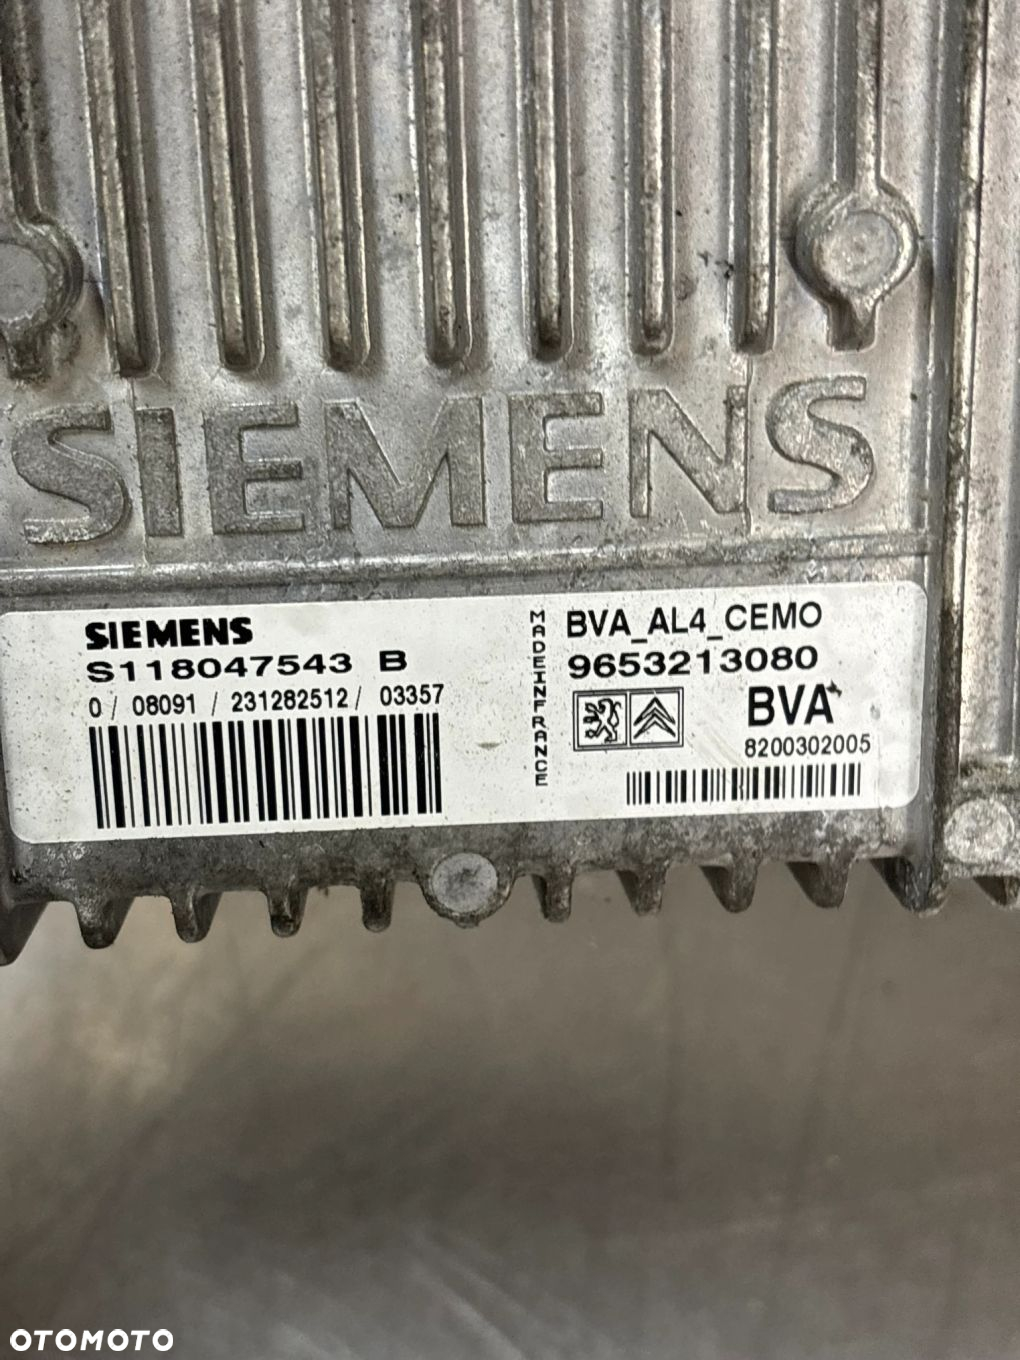 SIEMENS
SIEMENS
S118047543 B
0/ 08091 / 231282512/ 03357
MADEINFRANCE
BVA_AL4_CEMO
9653213080
BVA
8200302005
OTOMOTO